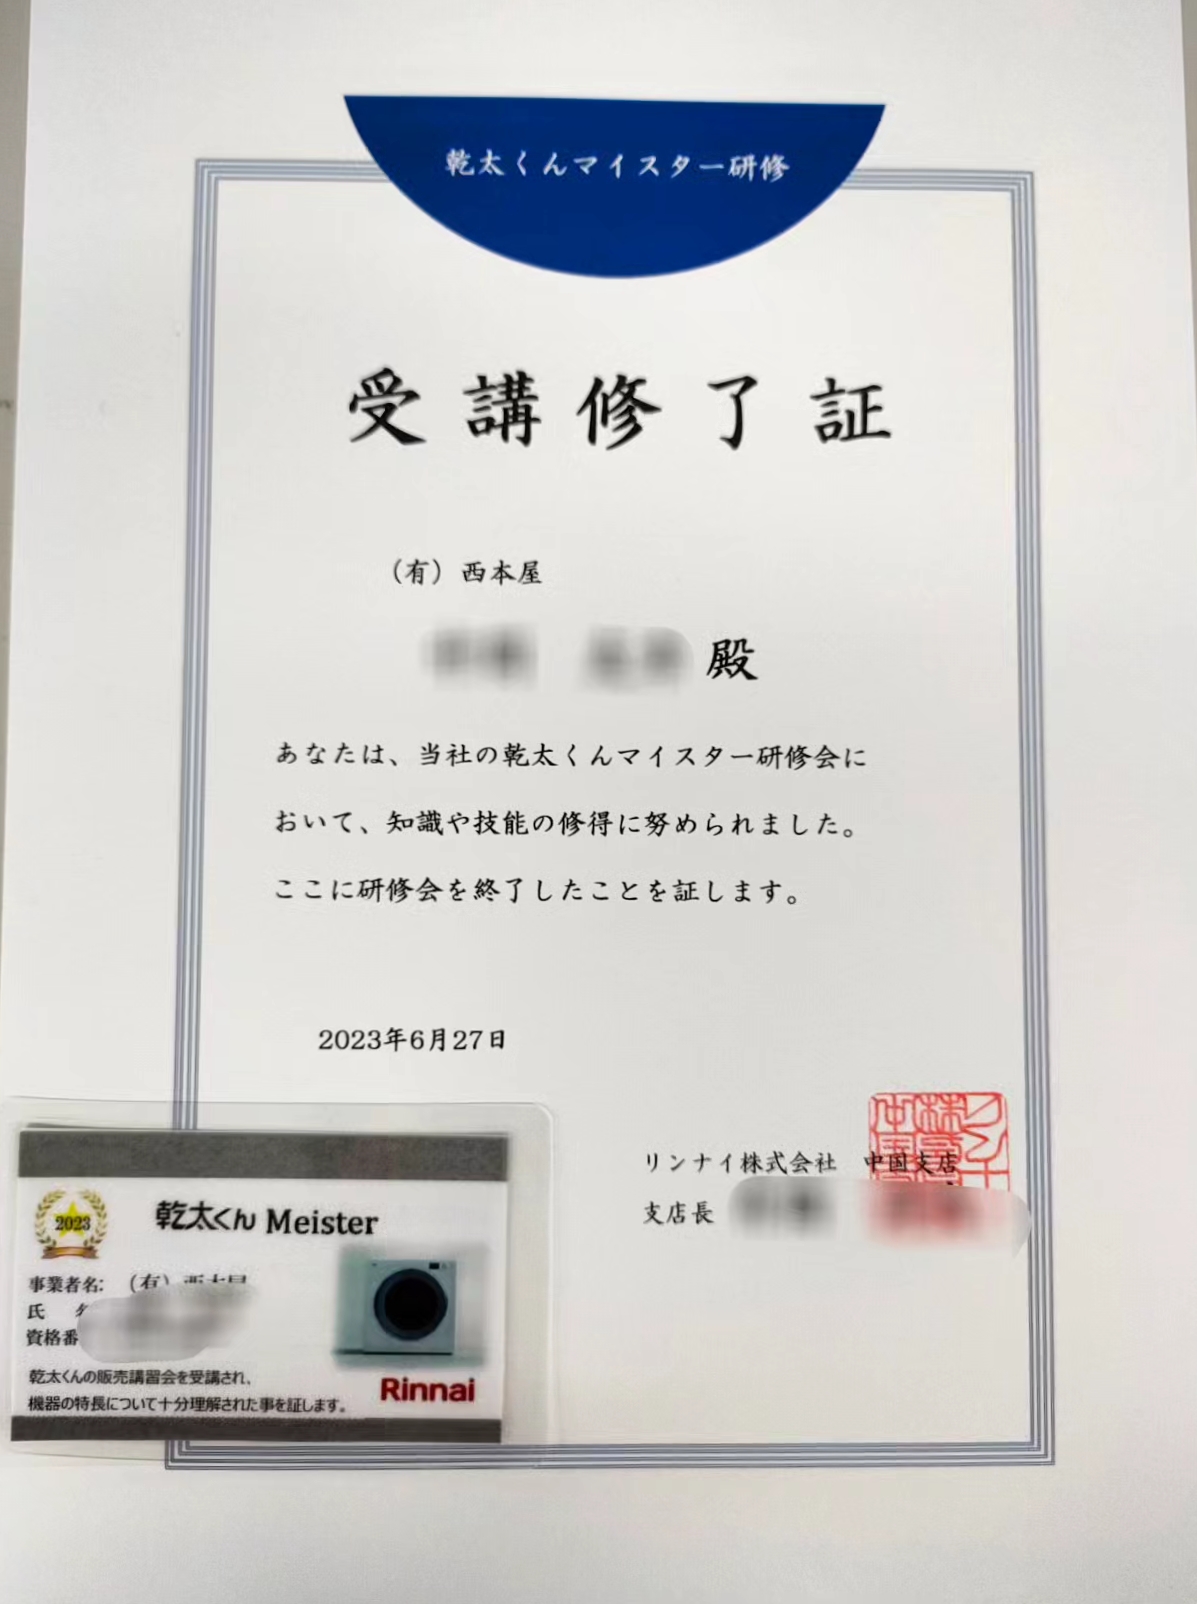 乾太くんマイスター研修
受講修了証
（有）西本屋
殿
あなたは、当社の乾太くんマイスター研修会に
おいて、知識や技能の修得に努められました。
ここに研修会を終了したことを証します。
2023年6月27日
リンナイ株式会社 中国支店
支店長
2023
乾太くん Meister
事業者名: （有）
氏
資格番
乾太くんの販売講習会を受講され、
機器の特長について十分理解された事を証します。
Rinnai